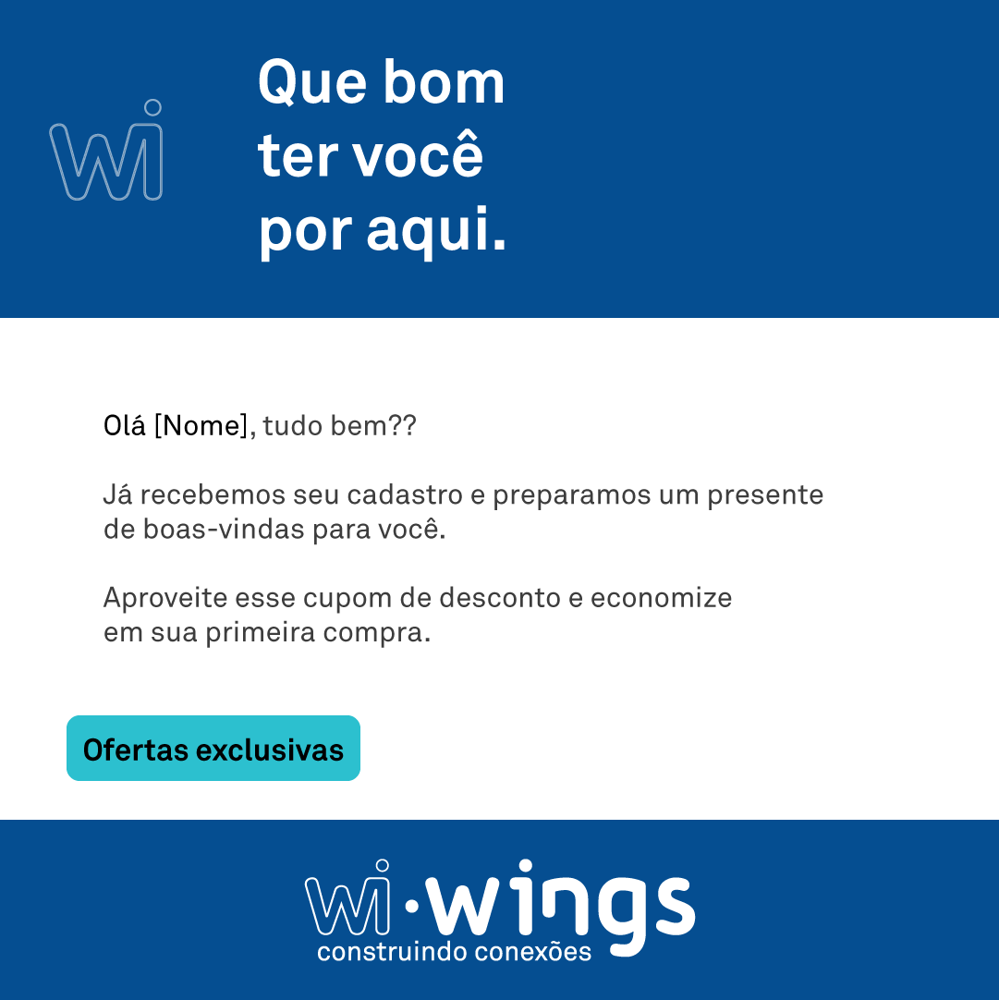 wi
Que bom
ter você
por aqui.
Olá [Nome], tudo bem??
Já recebemos seu cadastro e preparamos um presente
de boas-vindas para você.
Aproveite esse cupom de desconto e economize
em sua primeira compra.
Ofertas exclusivas
wi·wings
construindo conexões